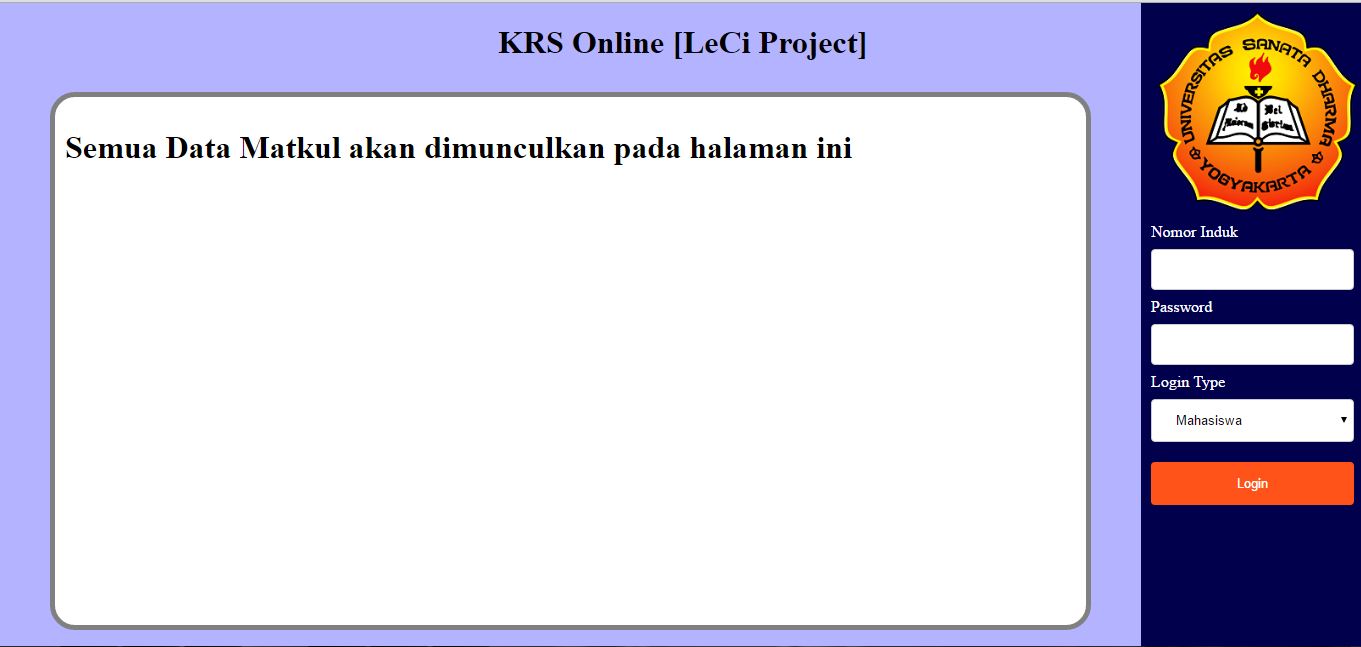 KRS Online [LeCi Project]
Semua Data Matkul akan dimunculkan pada halaman ini
UNIVERSITAS SANATA DHARMA
YOGYAKARTA
Ad
Maiorem
Dei
Gloriam
Nomor Induk
Password
Login Type
Mahasiswa
Login